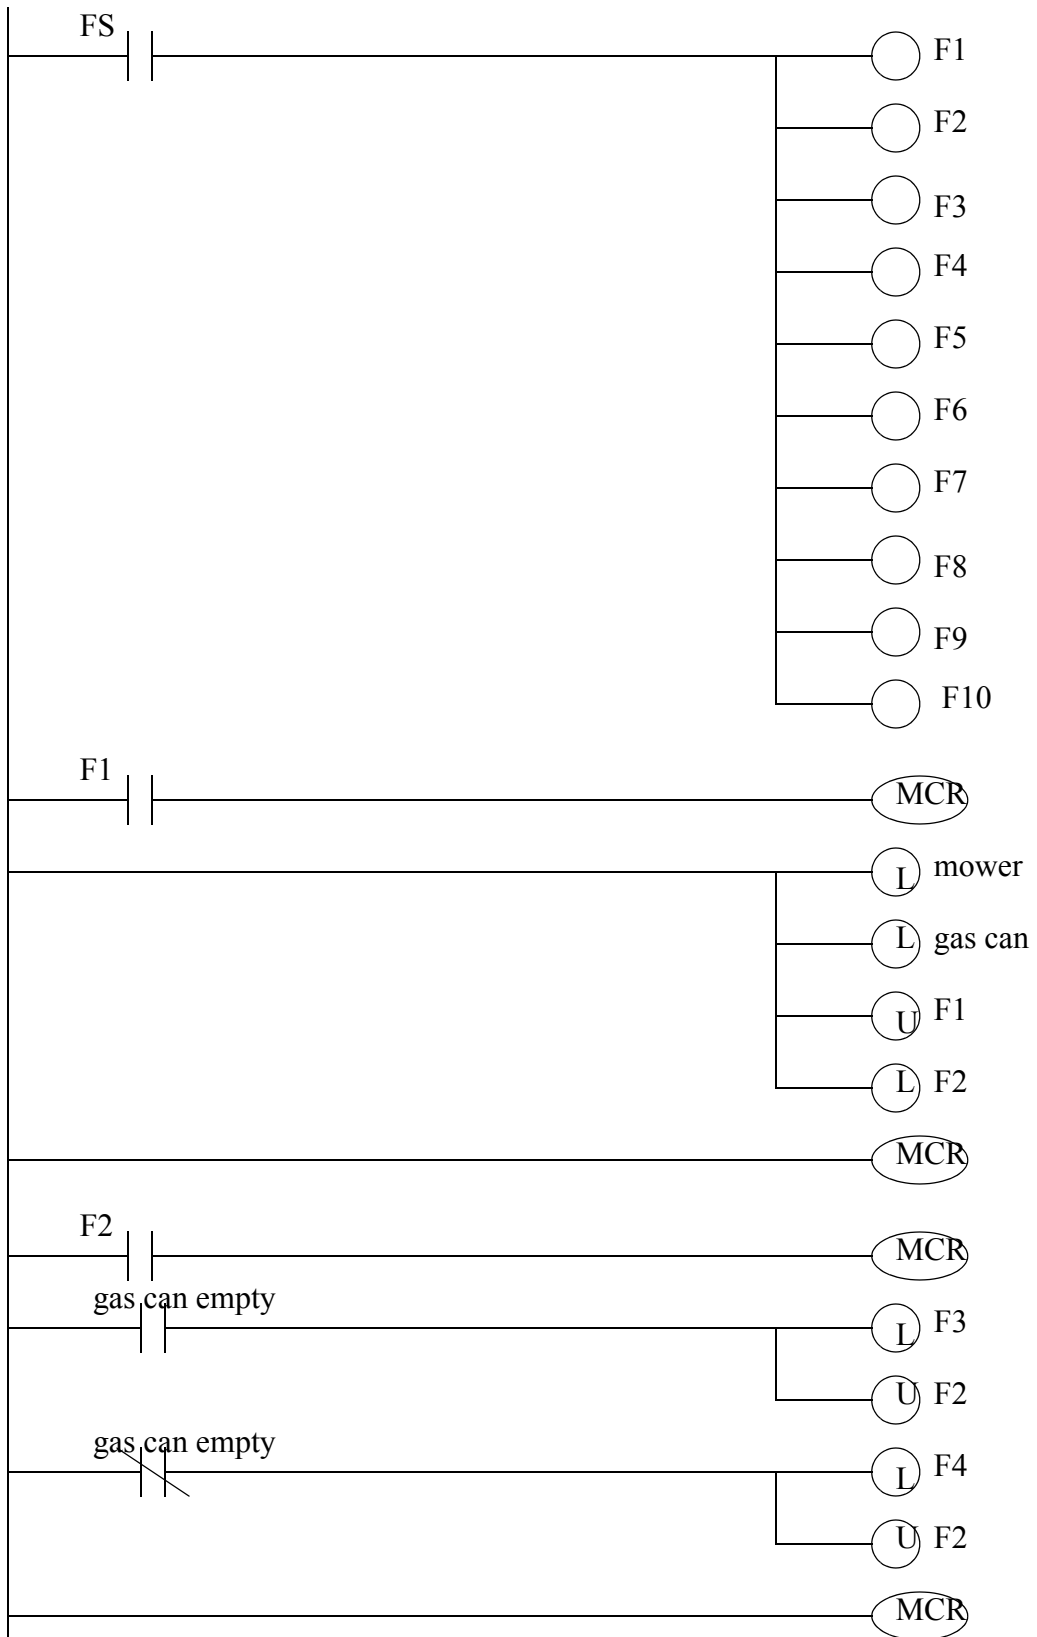 FS
F1
F2
F3
F4
F5
F6
F7
F8
F9
F10
F1
MCR
L mower
L gas can
U F1
L F2
MCR
F2
MCR
gas can empty
L F3
U F2
gas can empty
L F4
U F2
MCR